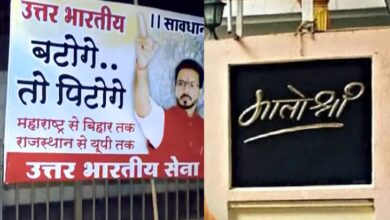 उत्तर भारतीय
।। सावधान
बटोगे..
तो पिटोगे
महाराष्ट्र से बिहार तक
राजस्थान से यूपी तक
उत्तर भारतीय सेना
मातोश्री